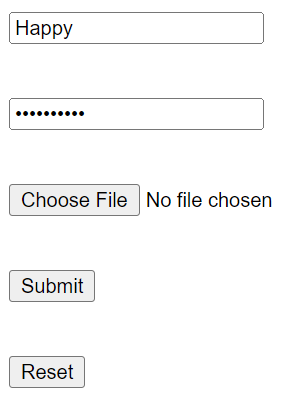 Happy
••••••••••
Choose File No file chosen
Submit
Reset